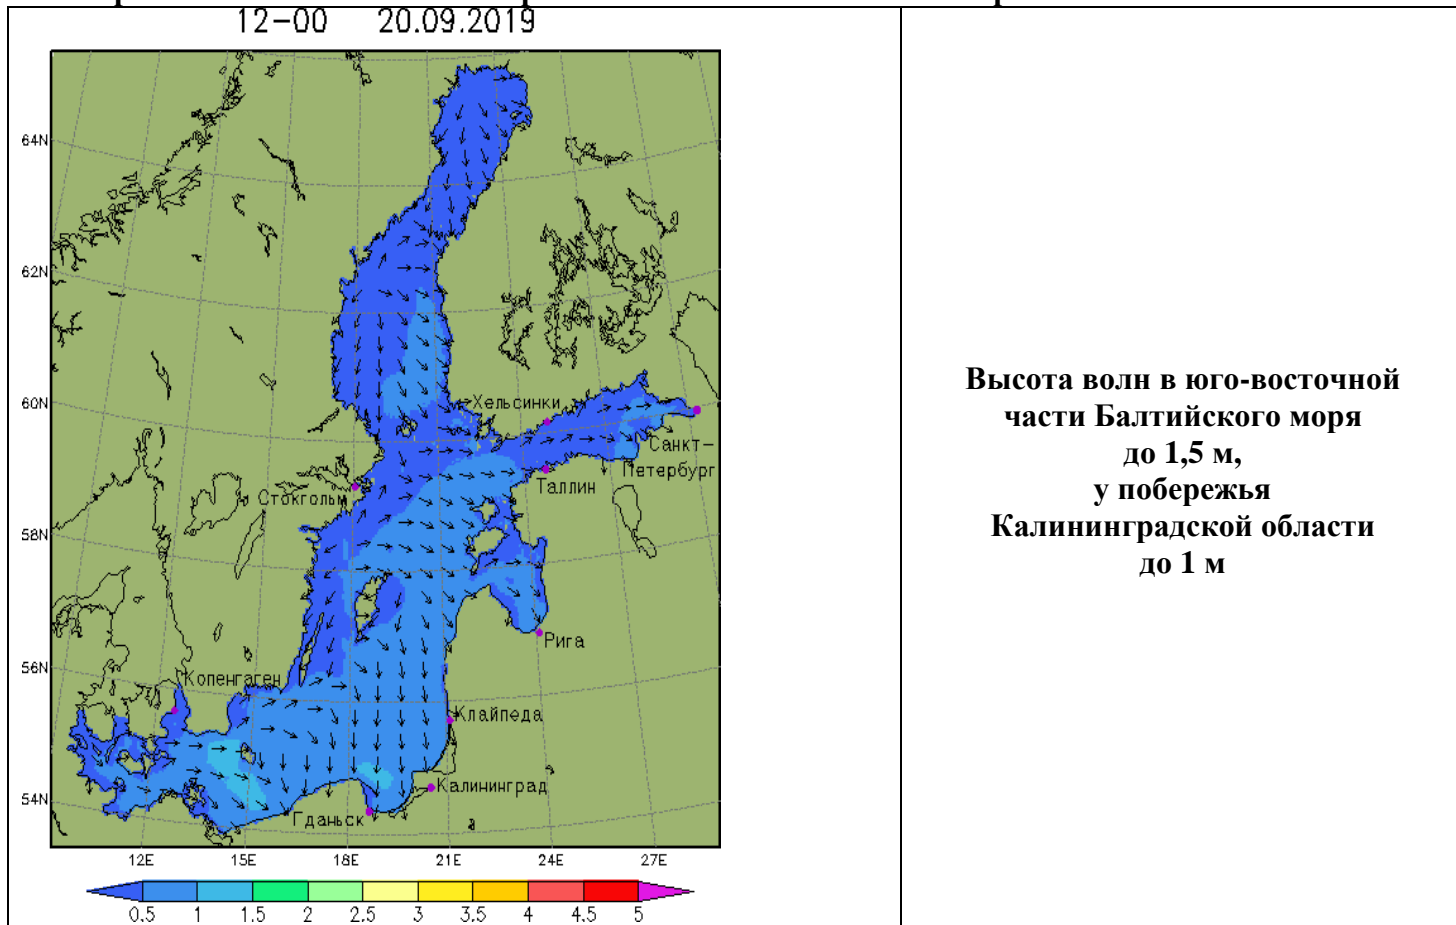 12-00 20.09.2019
64N
62N
60N
58N
56N
54N
Хельсинки
Санкт-
Петербург
Таллин
Стокгольм
Рига
Копенгаген
Клайпеда
Калининград
Гданьск
12E 15E 18E 21E 24E 27E
0.5 1 1.5 2 2.5 3 3.5 4 4.5 5
Высота волн в юго-восточной
части Балтийского моря
до 1,5 м,
у побережья
Калининградской области
до 1 м